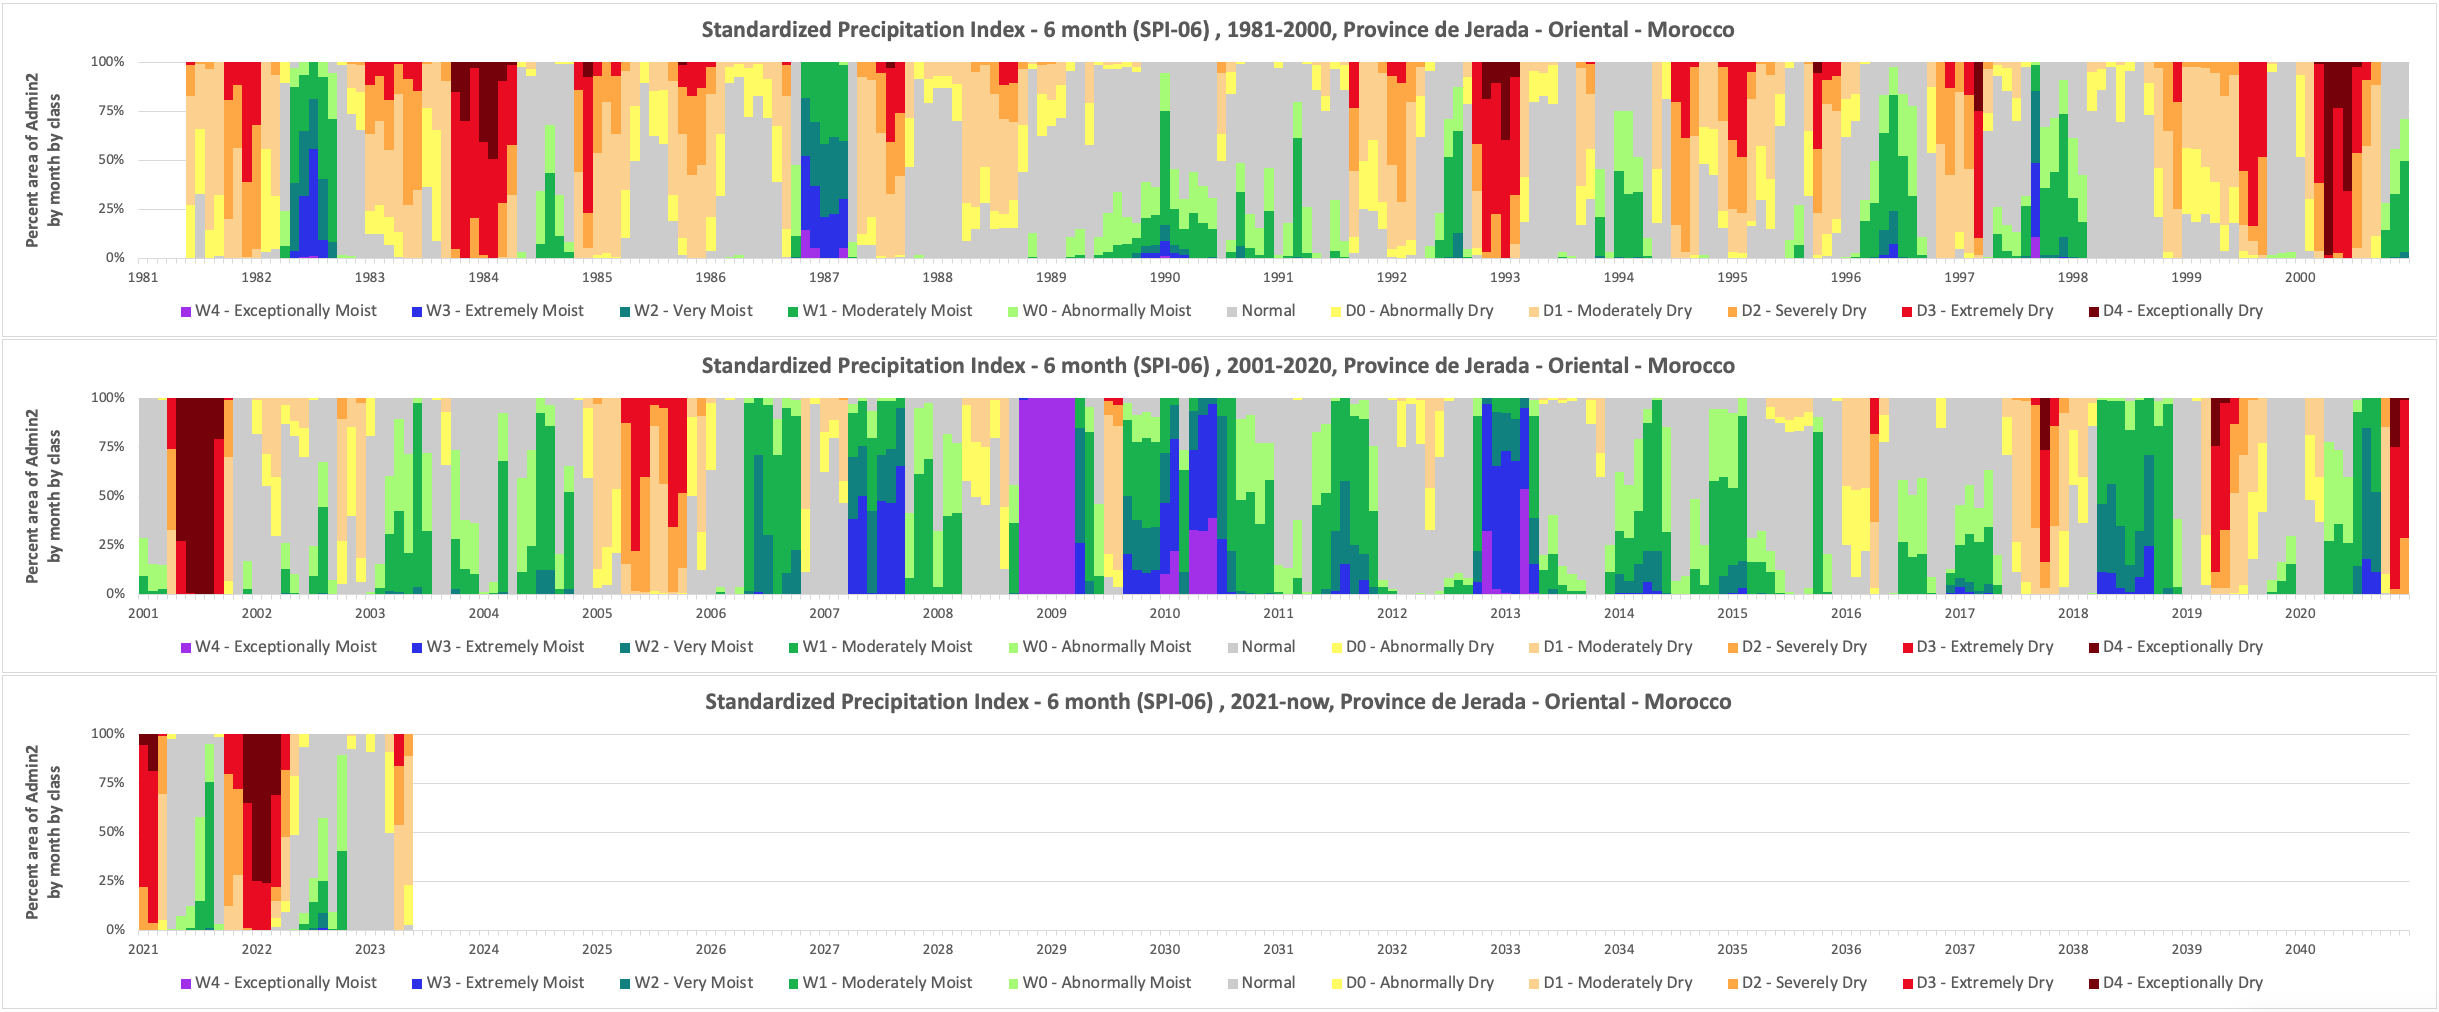 Standardized Precipitation Index - 6 month (SPI-06) , 1981-2000, Province de Jerada - Oriental - Morocco
Percent area of Admin2
by month by class
100%
75%
50%
25%
0%
1981 1982 1983 1984 1985 1986 1987 1988 1989 1990 1991 1992 1993 1994 1995 1996 1997 1998 1999 2000
W4 - Exceptionally Moist W3 - Extremely Moist W2 - Very Moist W1 - Moderately Moist W0 - Abnormally Moist Normal D0 - Abnormally Dry D1 - Moderately Dry D2 - Severely Dry D3 - Extremely Dry D4 - Exceptionally Dry
Standardized Precipitation Index - 6 month (SPI-06) , 2001-2020, Province de Jerada - Oriental - Morocco
Percent area of Admin2
by month by class
100%
75%
50%
25%
0%
2001 2002 2003 2004 2005 2006 2007 2008 2009 2010 2011 2012 2013 2014 2015 2016 2017 2018 2019 2020
W4 - Exceptionally Moist W3 - Extremely Moist W2 - Very Moist W1 - Moderately Moist W0 - Abnormally Moist Normal D0 - Abnormally Dry D1 - Moderately Dry D2 - Severely Dry D3 - Extremely Dry D4 - Exceptionally Dry
Standardized Precipitation Index - 6 month (SPI-06) , 2021-now, Province de Jerada - Oriental - Morocco
Percent area of Admin2
by month by class
100%
75%
50%
25%
0%
2021 2022 2023 2024 2025 2026 2027 2028 2029 2030 2031 2032 2033 2034 2035 2036 2037 2038 2039 2040
W4 - Exceptionally Moist W3 - Extremely Moist W2 - Very Moist W1 - Moderately Moist W0 - Abnormally Moist Normal D0 - Abnormally Dry D1 - Moderately Dry D2 - Severely Dry D3 - Extremely Dry D4 - Exceptionally Dry